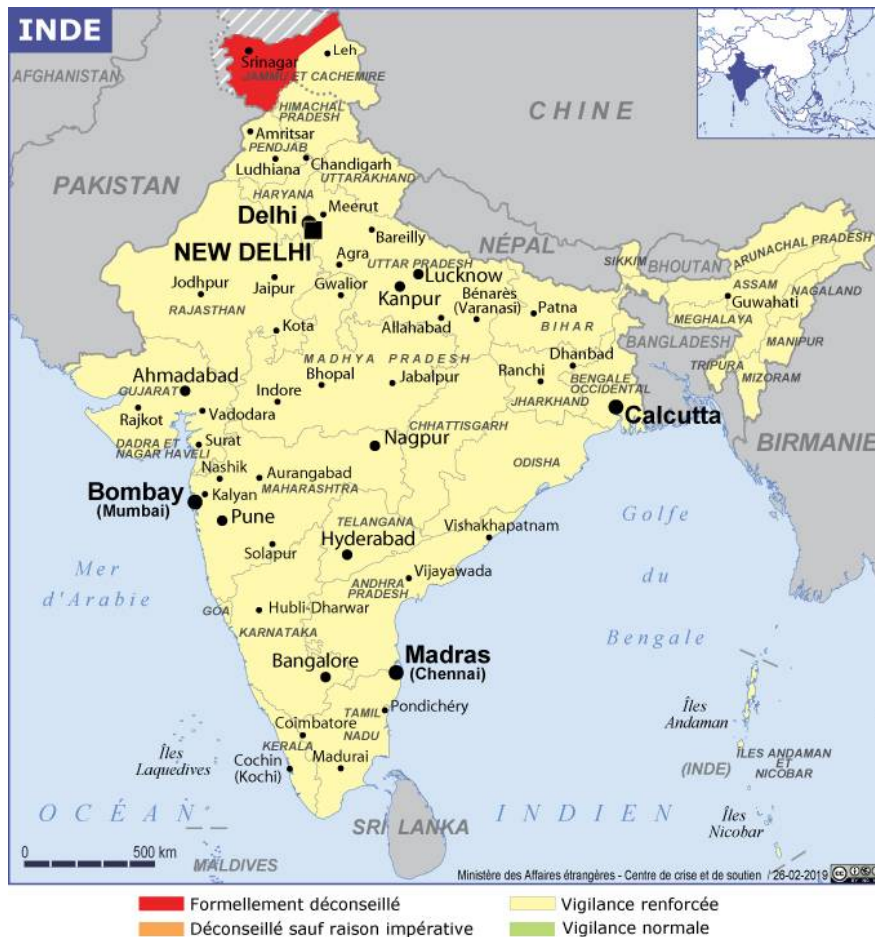 INDE
AFGHANISTAN
Srinagar
Leh
JAMMU ET CACHEMIRE
HIMACHAL
PRADESH
CHINE
Amritsar
PENDJAB
Ludhiana
Chandigarh
UTTARAKHAND
PAKISTAN
HARYANA
Delhi
Meerut
NEW DELHI
Bareilly
NÉPAL
Agra
UTTAR PRADESH
Lucknow
SIKKIM
BHOUTAN
ARUNACHAL PRADESH
Jodhpur
Jaipur
Gwalior
Kanpur
Bénarès
(Varanasi)
Patna
ASSAM
Guwahati
NAGALAND
RAJASTHAN
Kota
Allahabad
BIHAR
MEGHALAYA
MANIPUR
BANGLADESH
MADHYA PRADESH
Dhanbad
Ranchi
TRIPURA
MIZORAM
Ahmadabad
GUJARAT
Indore
Bhopal
Jabalpur
BENGALE
OCCIDENTAL
JHARKHAND
Rajkot
Vadodara
Calcutta
CHHATTISGARH
BIRMANIE
DADRA ET
NAGAR HAVELI
Surat
Nagpur
ODISHA
Nashik
Aurangabad
MAHARASHTRA
Bombay
(Mumbai)
Kalyan
Pune
TELANGANA
Hyderabad
Vishakhapatnam
Golfe
du
Bengale
Solapur
Mer
d'Arabie
Vijayawada
ANDHRA
PRADESH
GOA
Hubli-Dharwar
KARNATAKA
Bangalore
Madras
(Chennai)
Pondichéry
Îles
Andaman
TAMIL
NADU
Coimbatore
KERALA
Îles
Laquedives
Cochin
(Kochi)
Madurai
(INDE)
ÎLES ANDAMAN
ET
NICOBAR
OCÉAN
INDIEN
SRI LANKA
Îles
Nicobar
0
500 km
MALDIVES
Ministère des Affaires étrangères - Centre de crise et de soutien / 26-02-2019
Formellement déconseillé
Vigilance renforcée
Déconseillé sauf raison impérative
Vigilance normale